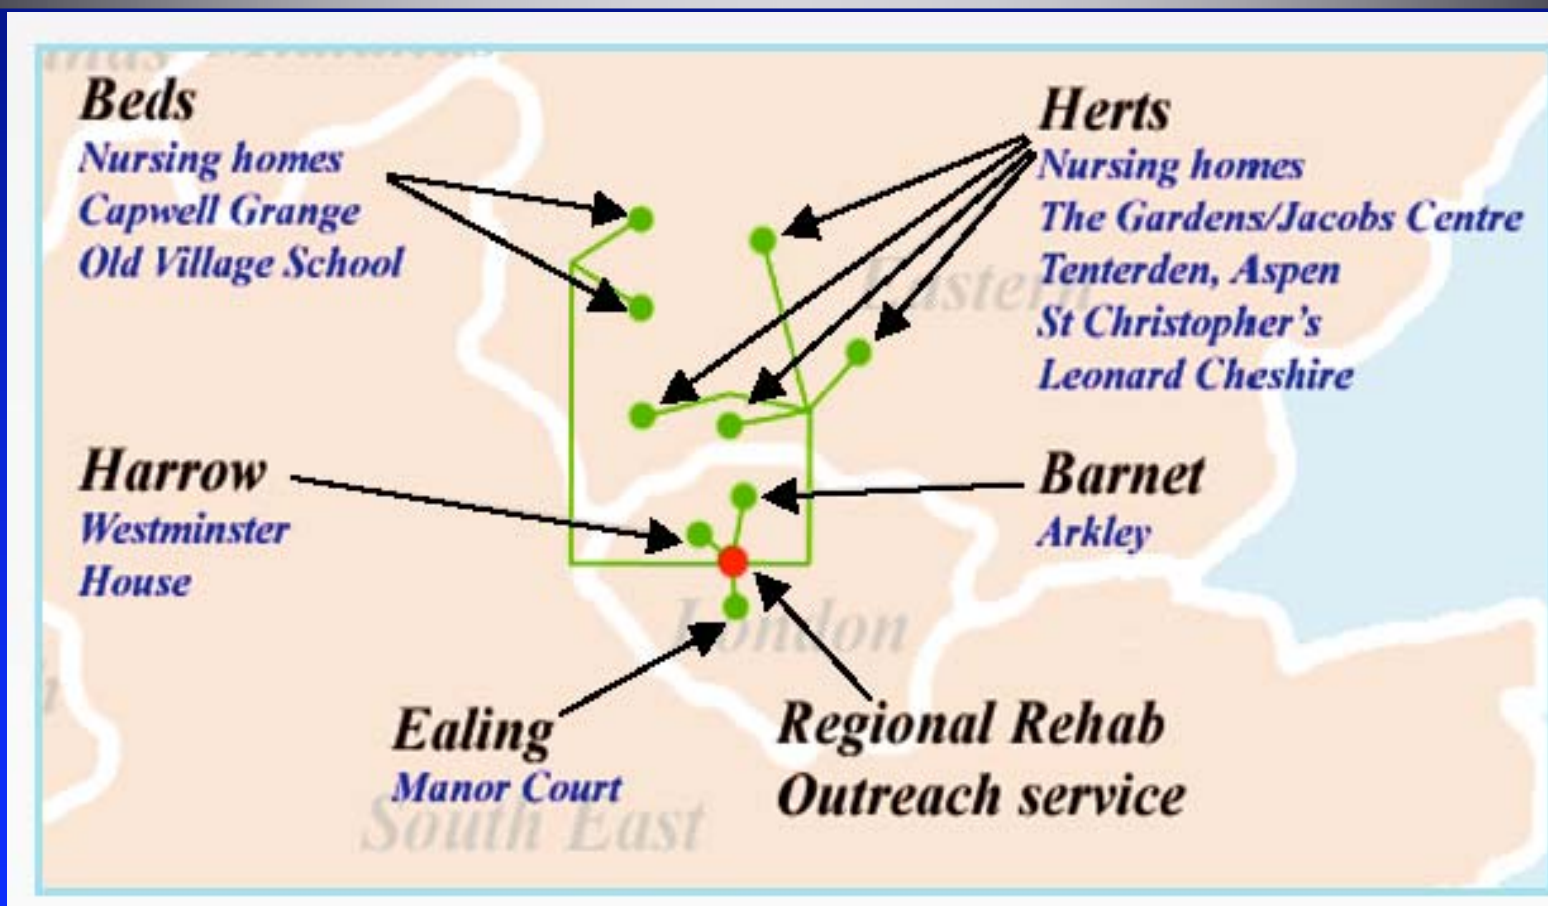 Beds
Nursing homes
Capwell Grange
Old Village School
Herts
Nursing homes
The Gardens/Jacobs Centre
Tenterden, Aspen
St Christopher's
Leonard Cheshire
Eastern
Harrow
Westminster
House
Barnet
Arkley
London
Ealing
Manor Court
Regional Rehab
Outreach service
South East